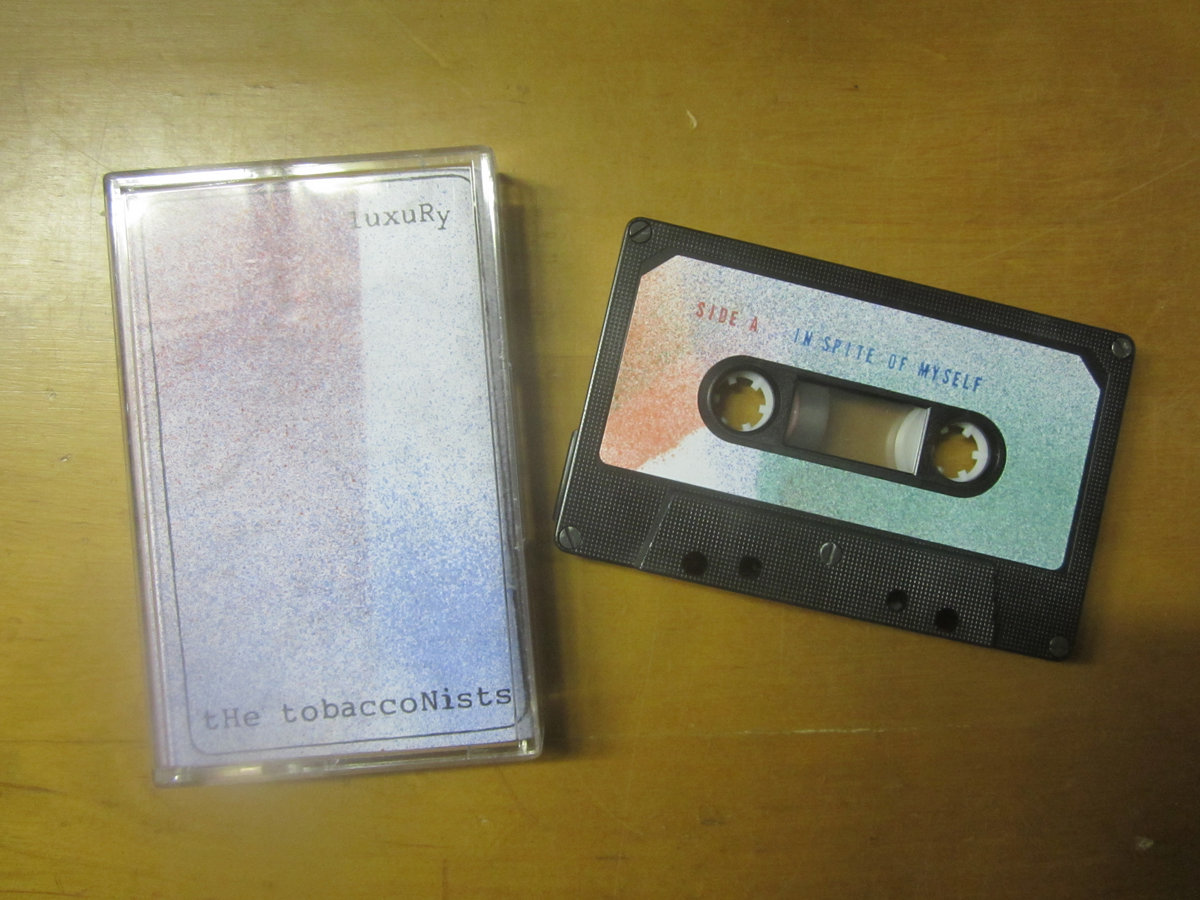 luxuRy
tHe tobaccoNists
SIDE A IN SPITE OF MYSELF